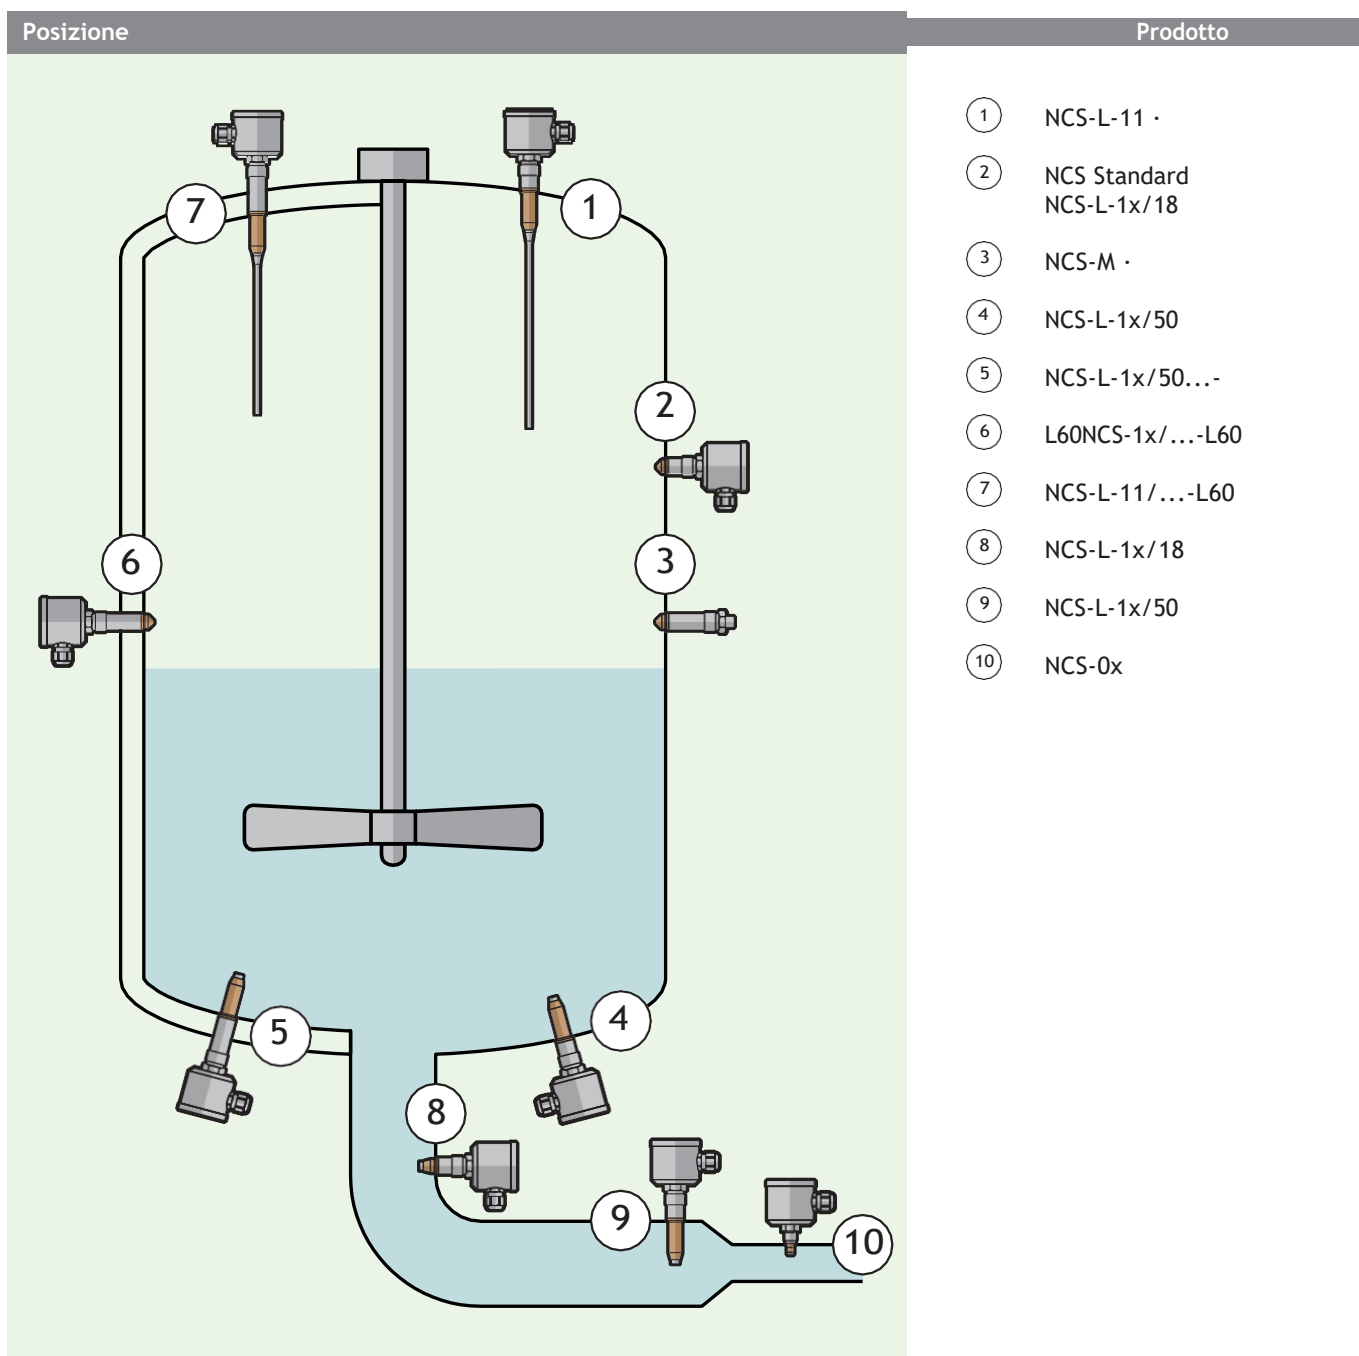 Posizione
Prodotto
1 NCS-L-11 ·
2 NCS Standard
NCS-L-1x/18
3 NCS-M ·
4 NCS-L-1x/50
5 NCS-L-1x/50...-
6 L60NCS-1x/...-L60
7 NCS-L-11/...-L60
8 NCS-L-1x/18
9 NCS-L-1x/50
10 NCS-0x
7
1
2
6
3
5
4
8
9
10